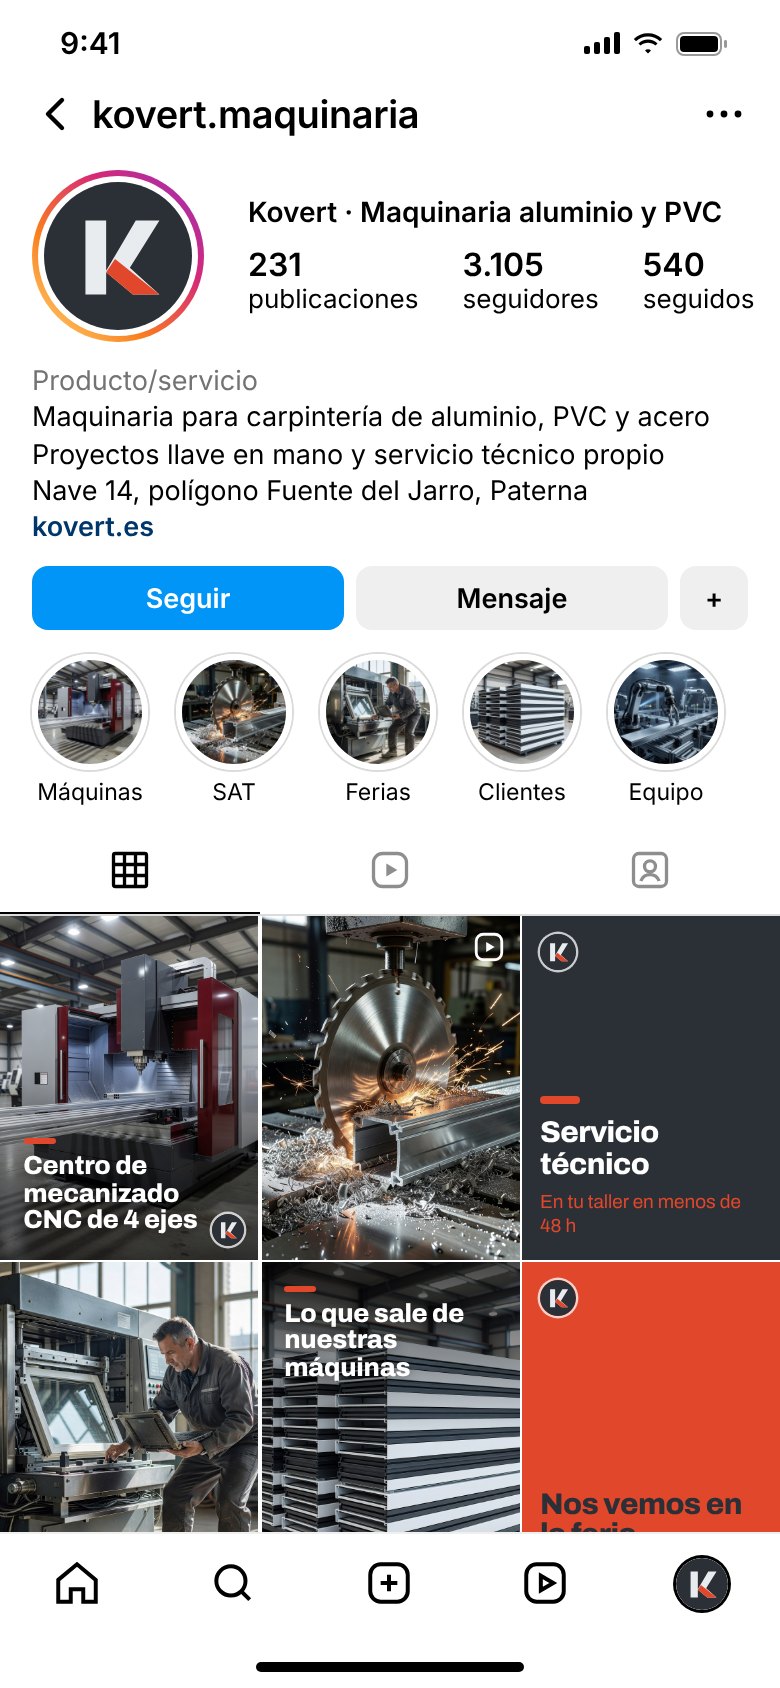 9:41
kovert.maquinaria
Kovert · Maquinaria aluminio y PVC
231 3.105 540
publicaciones seguidores seguidos
Producto/servicio
Maquinaria para carpintería de aluminio, PVC y acero
Proyectos llave en mano y servicio técnico propio
Nave 14, polígono Fuente del Jarro, Paterna
kovert.es
Seguir Mensaje +
Máquinas SAT Ferias Clientes Equipo
Centro de
mecanizado
CNC de 4 ejes
Servicio
técnico
En tu taller en menos de
48 h
Lo que sale de
nuestras
máquinas
Nos vemos en